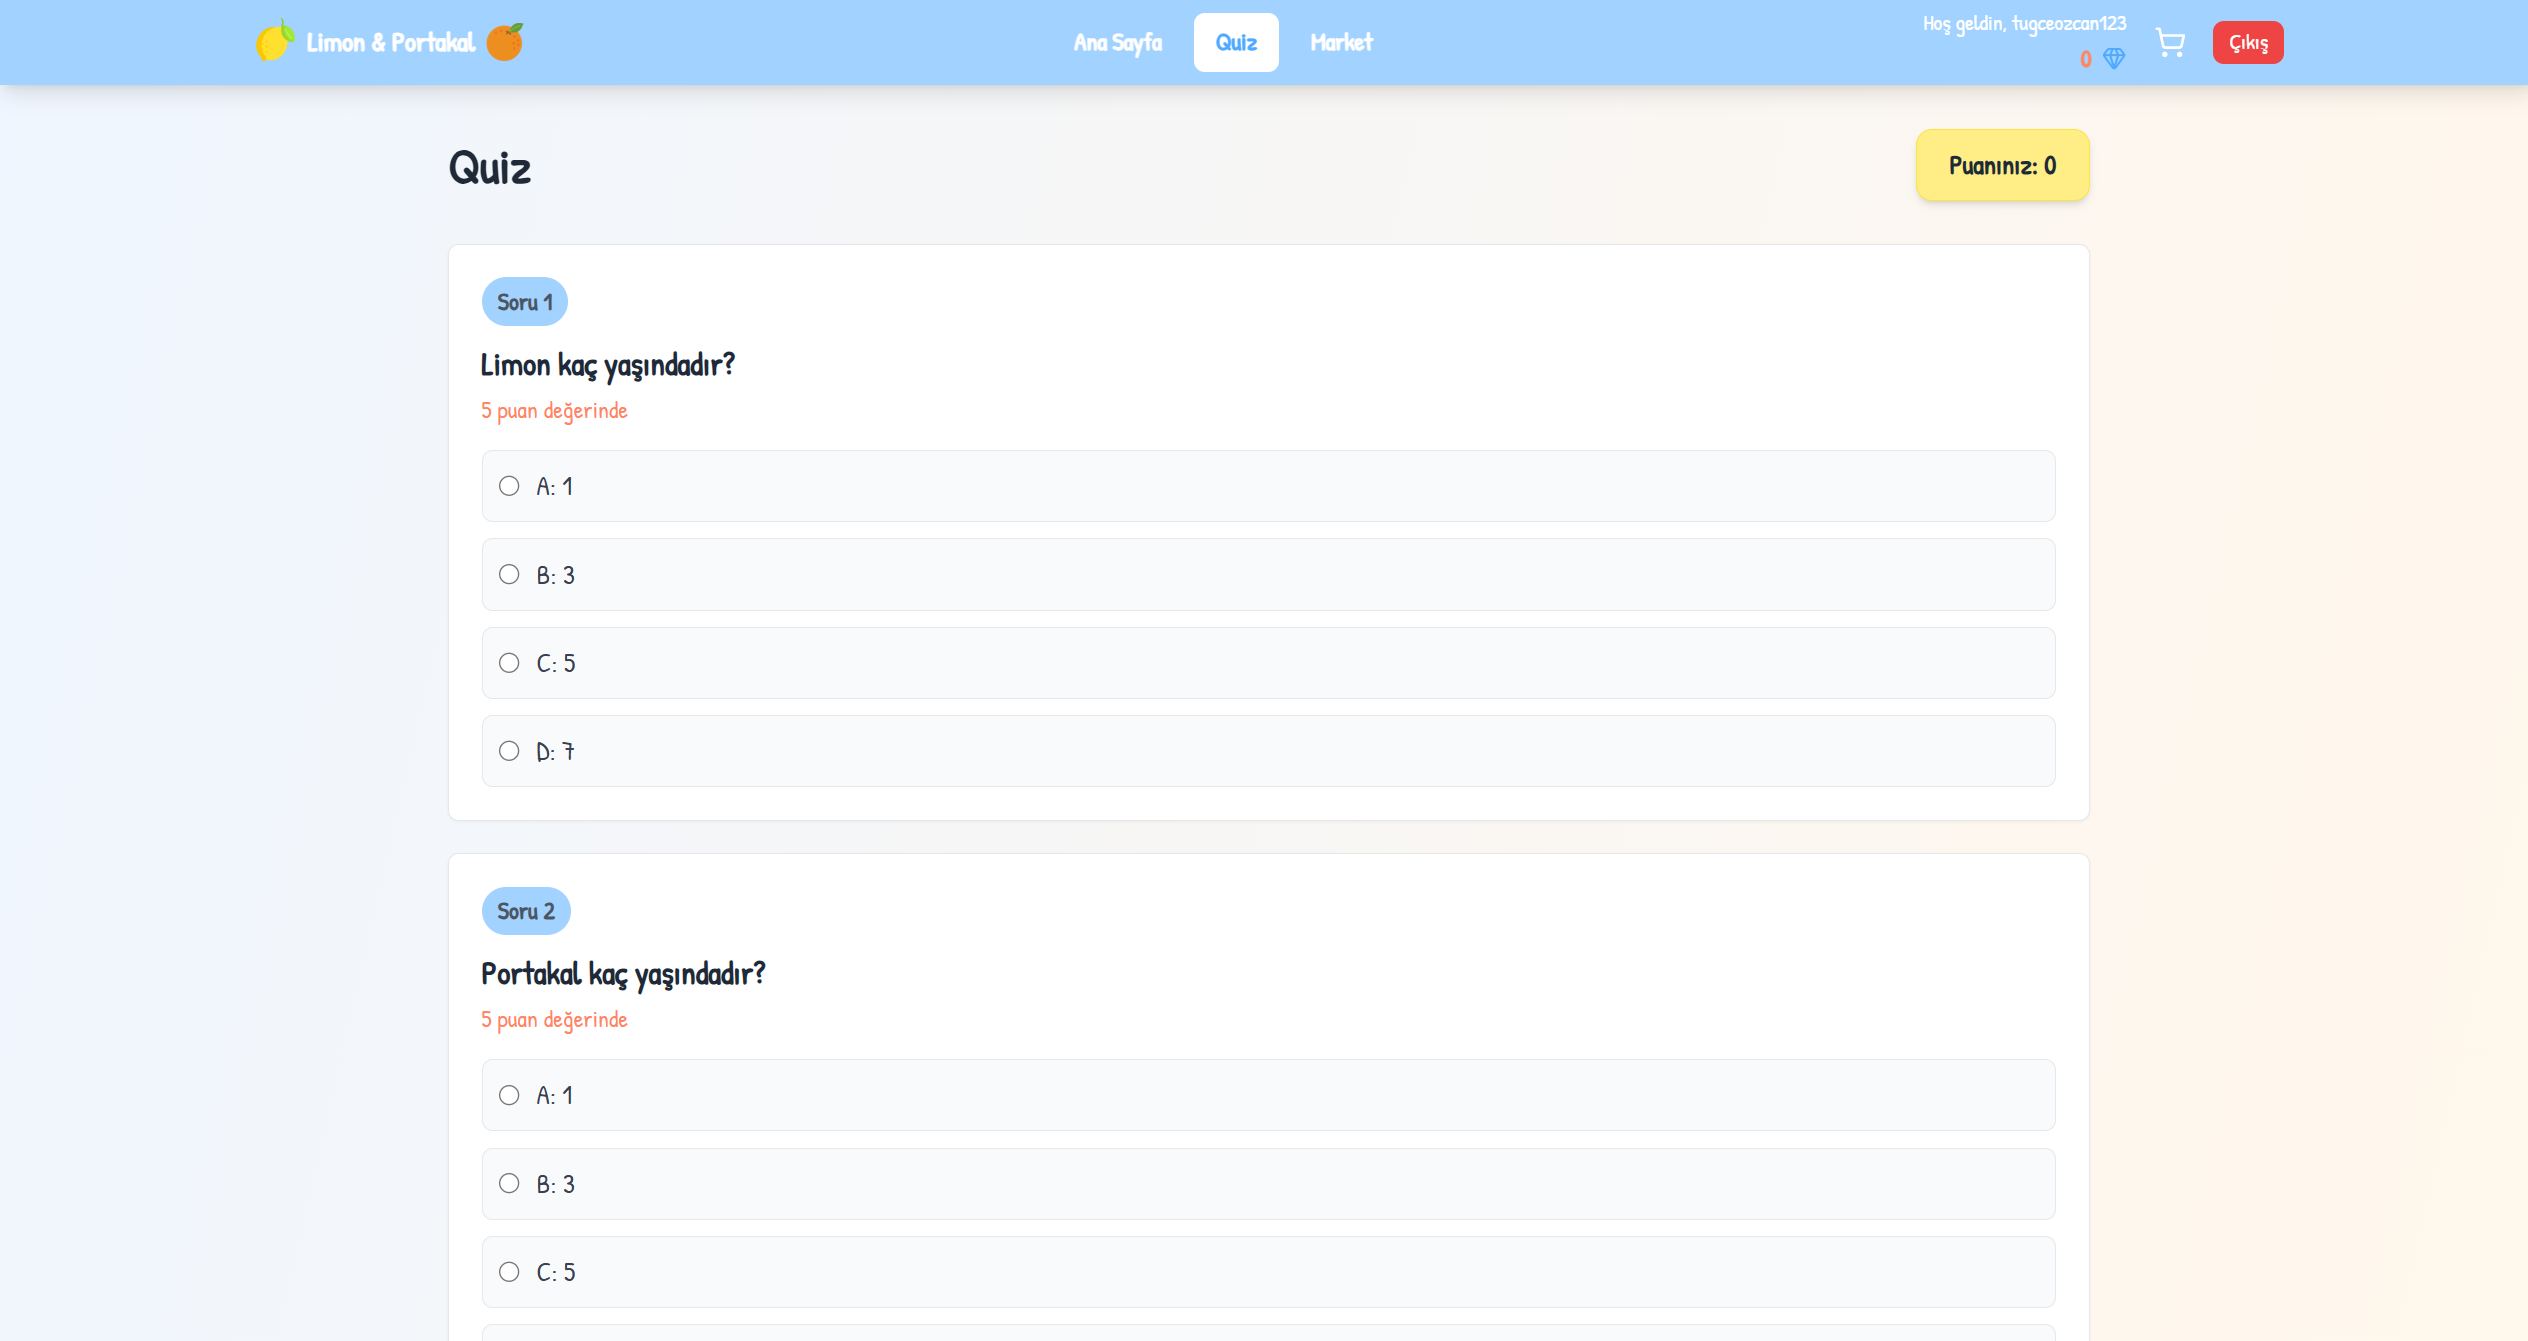 Limon & Portakal
Ana Sayfa
Quiz
Market
Hoş geldin, tugceozcan123
0
Çıkış
Quiz
Puanınız: 0
Soru 1
Limon kaç yaşındadır?
5 puan değerinde
A: 1
B: 3
C: 5
D: 7
Soru 2
Portakal kaç yaşındadır?
5 puan değerinde
A: 1
B: 3
C: 5